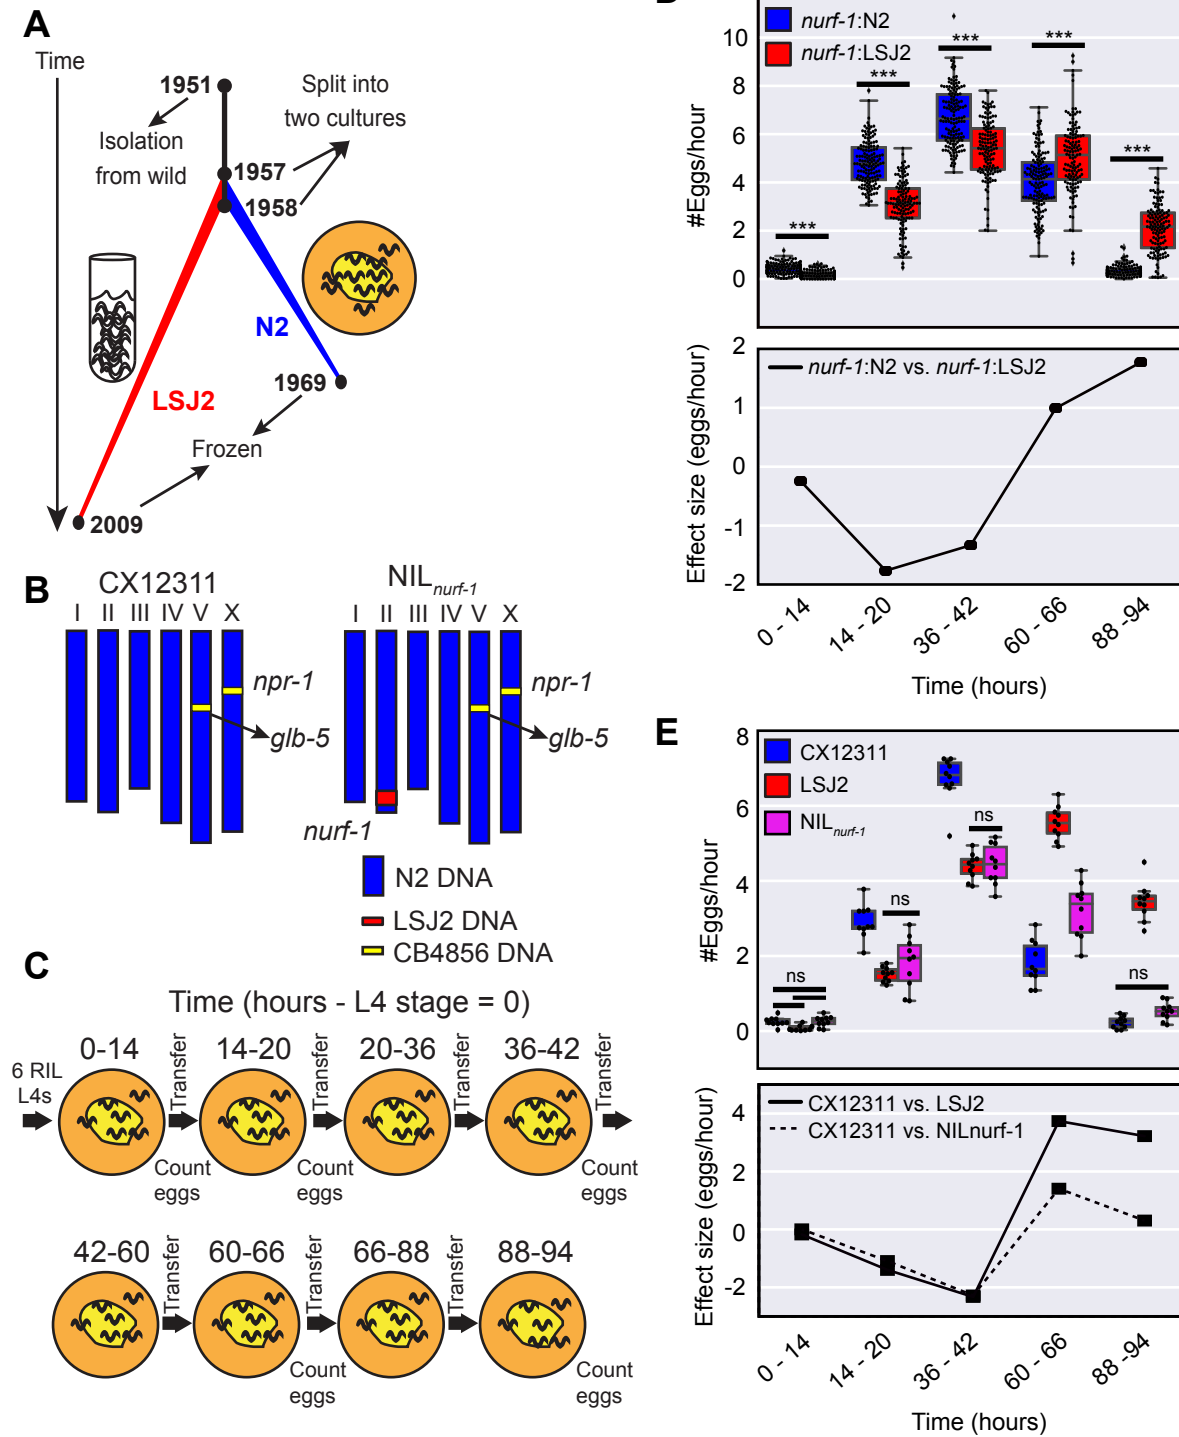 A
Time
1951
Isolation
from wild
Split into
two cultures
1957
1958
N2
LSJ2
1969
Frozen
2009
B
CX12311
I II III IV V X
npr-1
glb-5
NILnurf-1
I II III IV V X
npr-1
glb-5
nurf-1
N2 DNA
LSJ2 DNA
CB4856 DNA
C
Time (hours - L4 stage = 0)
0-14
14-20
20-36
36-42
6 RIL
L4s
Transfer
Transfer
Transfer
Transfer
Count
eggs
Count
eggs
Count
eggs
42-60
60-66
66-88
88-94
Transfer
Transfer
Transfer
Count
eggs
Count
eggs
nurf-1:N2
nurf-1:LSJ2
#Eggs/hour
10
8
6
4
2
0
***
***
***
***
***
nurf-1:N2 vs. nurf-1:LSJ2
Effect size (eggs/hour)
2
1
0
-1
-2
0 - 14
14 - 20
36 - 42
60 - 66
88 -94
Time (hours)
E
CX12311
LSJ2
NILnurf-1
#Eggs/hour
8
6
4
2
0
ns
ns
ns
ns
CX12311 vs. LSJ2
CX12311 vs. NILnurf-1
Effect size (eggs/hour)
4
2
0
-2
0 - 14
14 - 20
36 - 42
60 - 66
88 -94
Time (hours)